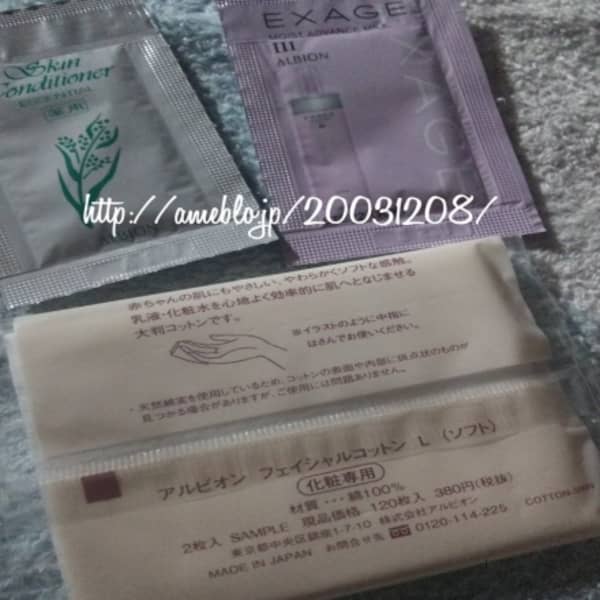 Skin
Conditioner
ESSENTIAL
薬用
ALBION
EXAGE
MOIST ADVANCE MILK
III
ALBION
EXAGE
http://ameblo.jp/20031208/
赤ちゃんの肌にもやさしい、やわらかくソフトな感触。
乳液・化粧水を心地よく効率的に肌へとなじませる
大判コットンです。
※イラストのように中指に
はさんでお使いください。
・天然綿実を使用しているため、コットンの表面や内部に斑点状のものが
見つかる場合がありますが、ご使用には問題ありません。
アルビオン フェイシャルコットン L (ソフト)
化粧専用
材質・・・綿100%
2枚入 SAMPLE 現品価格 120枚入 380円(税抜)
東京都中央区銀座1-7-10 株式会社アルビオン
MADE IN JAPAN お問合せ先 0120-114-225